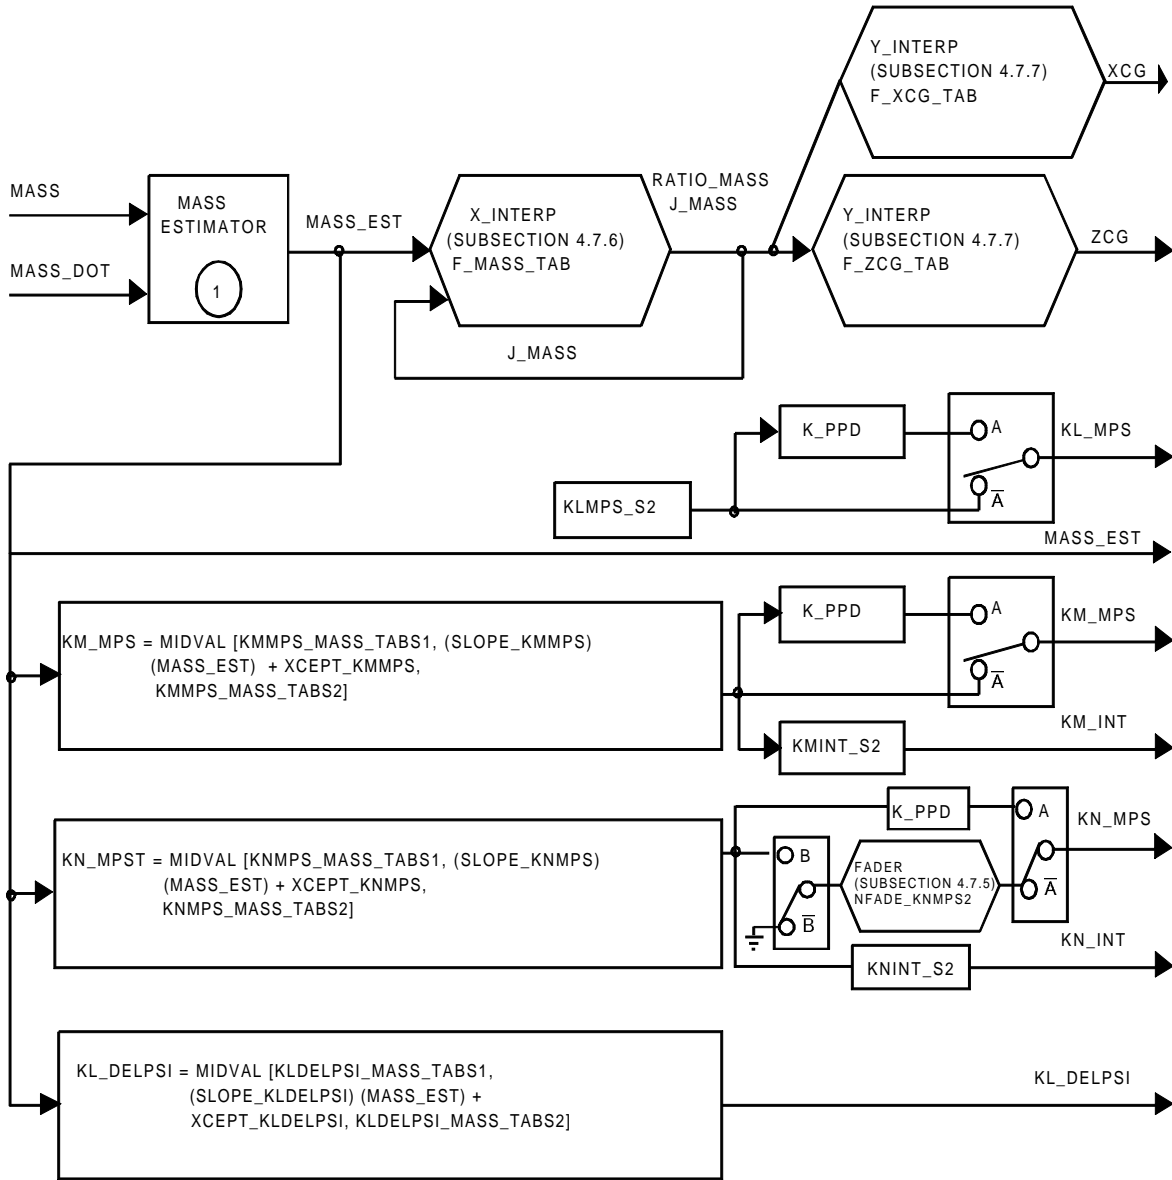 Y_INTERP
(SUBSECTION 4.7.7)
F_XCG_TAB
XCG
MASS
MASS_DOT
MASS
ESTIMATOR
1
MASS_EST
X_INTERP
(SUBSECTION 4.7.6)
F_MASS_TAB
RATIO_MASS
J_MASS
Y_INTERP
(SUBSECTION 4.7.7)
F_ZCG_TAB
ZCG
J_MASS
KLMPS_S2
K_PPD
A
A̅
KL_MPS
MASS_EST
KM_MPS = MIDVAL [KMMPS_MASS_TABS1, (SLOPE_KMMPS)
(MASS_EST) + XCEPT_KMMPS,
KMMPS_MASS_TABS2]
K_PPD
A
A̅
KM_MPS
KMINT_S2
KM_INT
KN_MPST = MIDVAL [KNMPS_MASS_TABS1, (SLOPE_KNMPS)
(MASS_EST) + XCEPT_KNMPS,
KNMPS_MASS_TABS2]
K_PPD
A
A̅
KN_MPS
B
B̅
FADER
(SUBSECTION 4.7.5)
NFADE_KNMPS2
KNINT_S2
KN_INT
KL_DELPSI = MIDVAL [KLDELPSI_MASS_TABS1,
(SLOPE_KLDELPSI) (MASS_EST) +
XCEPT_KLDELPSI, KLDELPSI_MASS_TABS2]
KL_DELPSI